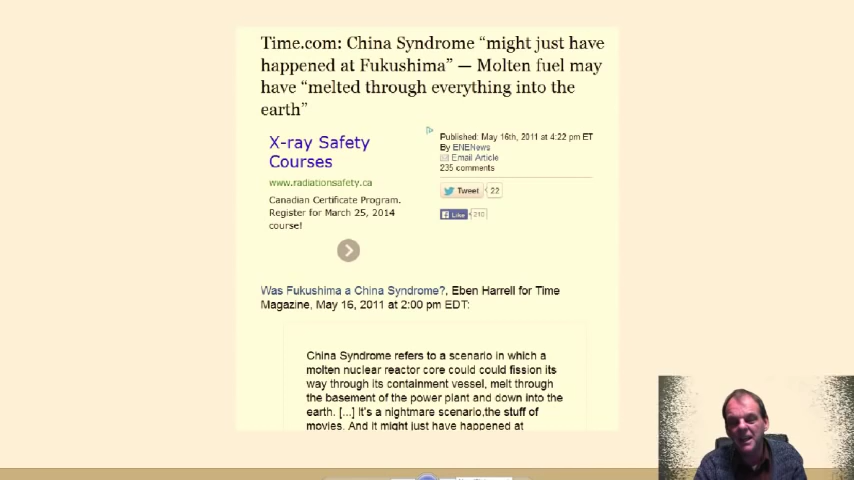 Time.com: China Syndrome “might just have
happened at Fukushima” — Molten fuel may
have “melted through everything into the
earth”
X-ray Safety
Courses
www.radiationsafety.ca
Canadian Certificate Program.
Register for March 25, 2014
course!
Published: May 16th, 2011 at 4:22 pm ET
By ENENews
Email Article
235 comments
Tweet 22
Like 210
Was Fukushima a China Syndrome?, Eben Harrell for Time
Magazine, May 16, 2011 at 2:00 pm EDT:
China Syndrome refers to a scenario in which a
molten nuclear reactor core could could fission its
way through its containment vessel, melt through
the basement of the power plant and down into the
earth. [...] It’s a nightmare scenario,the stuff of
movies. And it might just have happened at